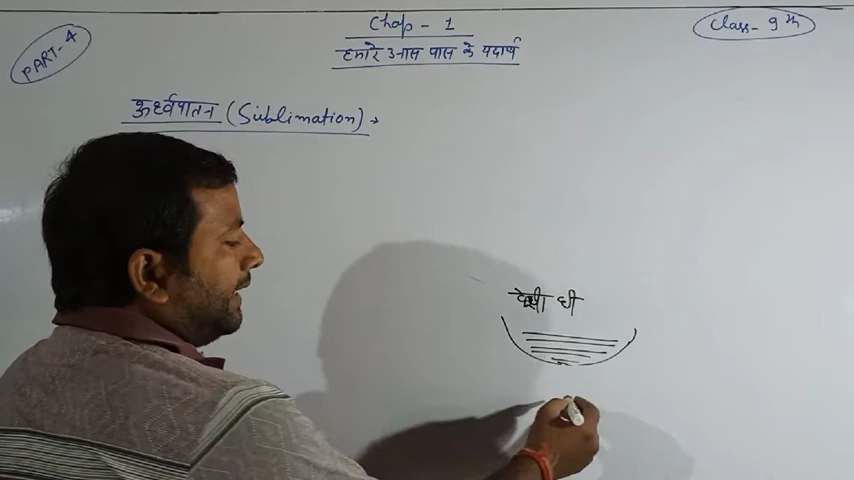 PART-4
Chap - 1
Class - 9th
हमारे आस पास के पदार्थ
ऊर्ध्वपातन (Sublimation) →
देसी घी